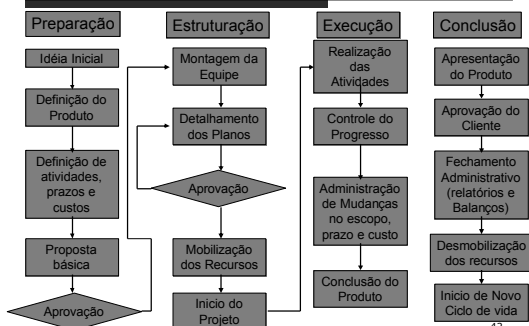 Preparação
Idéia Inicial
Definição do
Produto
Definição de
atividades,
prazos e
custos
Proposta
básica
Aprovação
Estruturação
Montagem da
Equipe
Detalhamento
dos Planos
Aprovação
Mobilização
dos Recursos
Inicio do
Projeto
Execução
Realização
das
Atividades
Controle do
Progresso
Administração
de Mudanças
no escopo,
prazo e custo
Conclusão do
Produto
Conclusão
Apresentação
do Produto
Aprovação do
Cliente
Fechamento
Administrativo
(relatórios e
Balanços)
Desmobilização
dos recursos
Inicio de Novo
Ciclo de vida